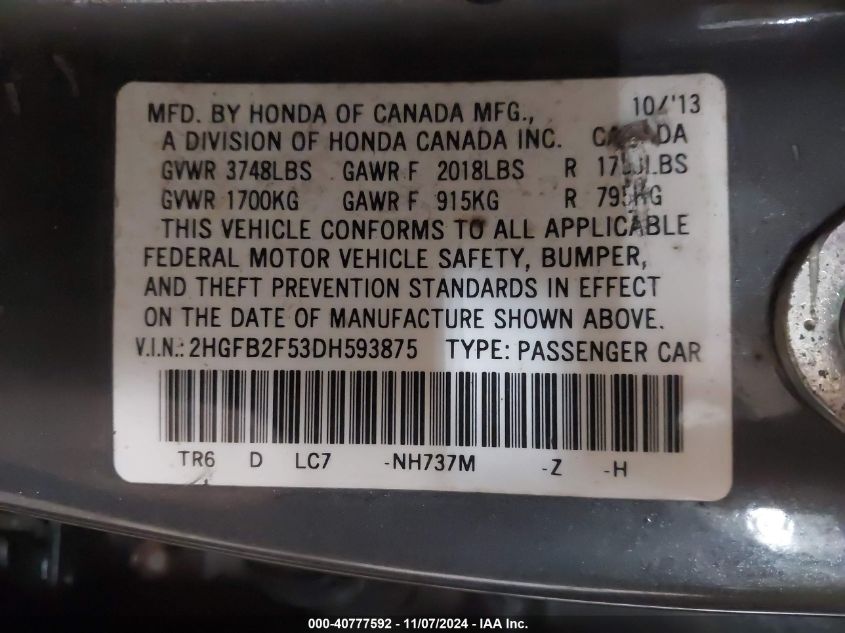 MFD. BY HONDA OF CANADA MFG., 10/'13
A DIVISION OF HONDA CANADA INC.
GVWR 3748LBS GAWR F 2018LBS R
GVWR 1700KG GAWR F 915KG R 795KG
THIS VEHICLE CONFORMS TO ALL APPLICABLE
FEDERAL MOTOR VEHICLE SAFETY, BUMPER,
AND THEFT PREVENTION STANDARDS IN EFFECT
ON THE DATE OF MANUFACTURE SHOWN ABOVE.
V.I.N.: 2HGFB2F53DH593875 TYPE: PASSENGER CAR
TR6 D LC7 -NH737M -Z -H
000-40777592 - 11/07/2024 - IAA Inc.